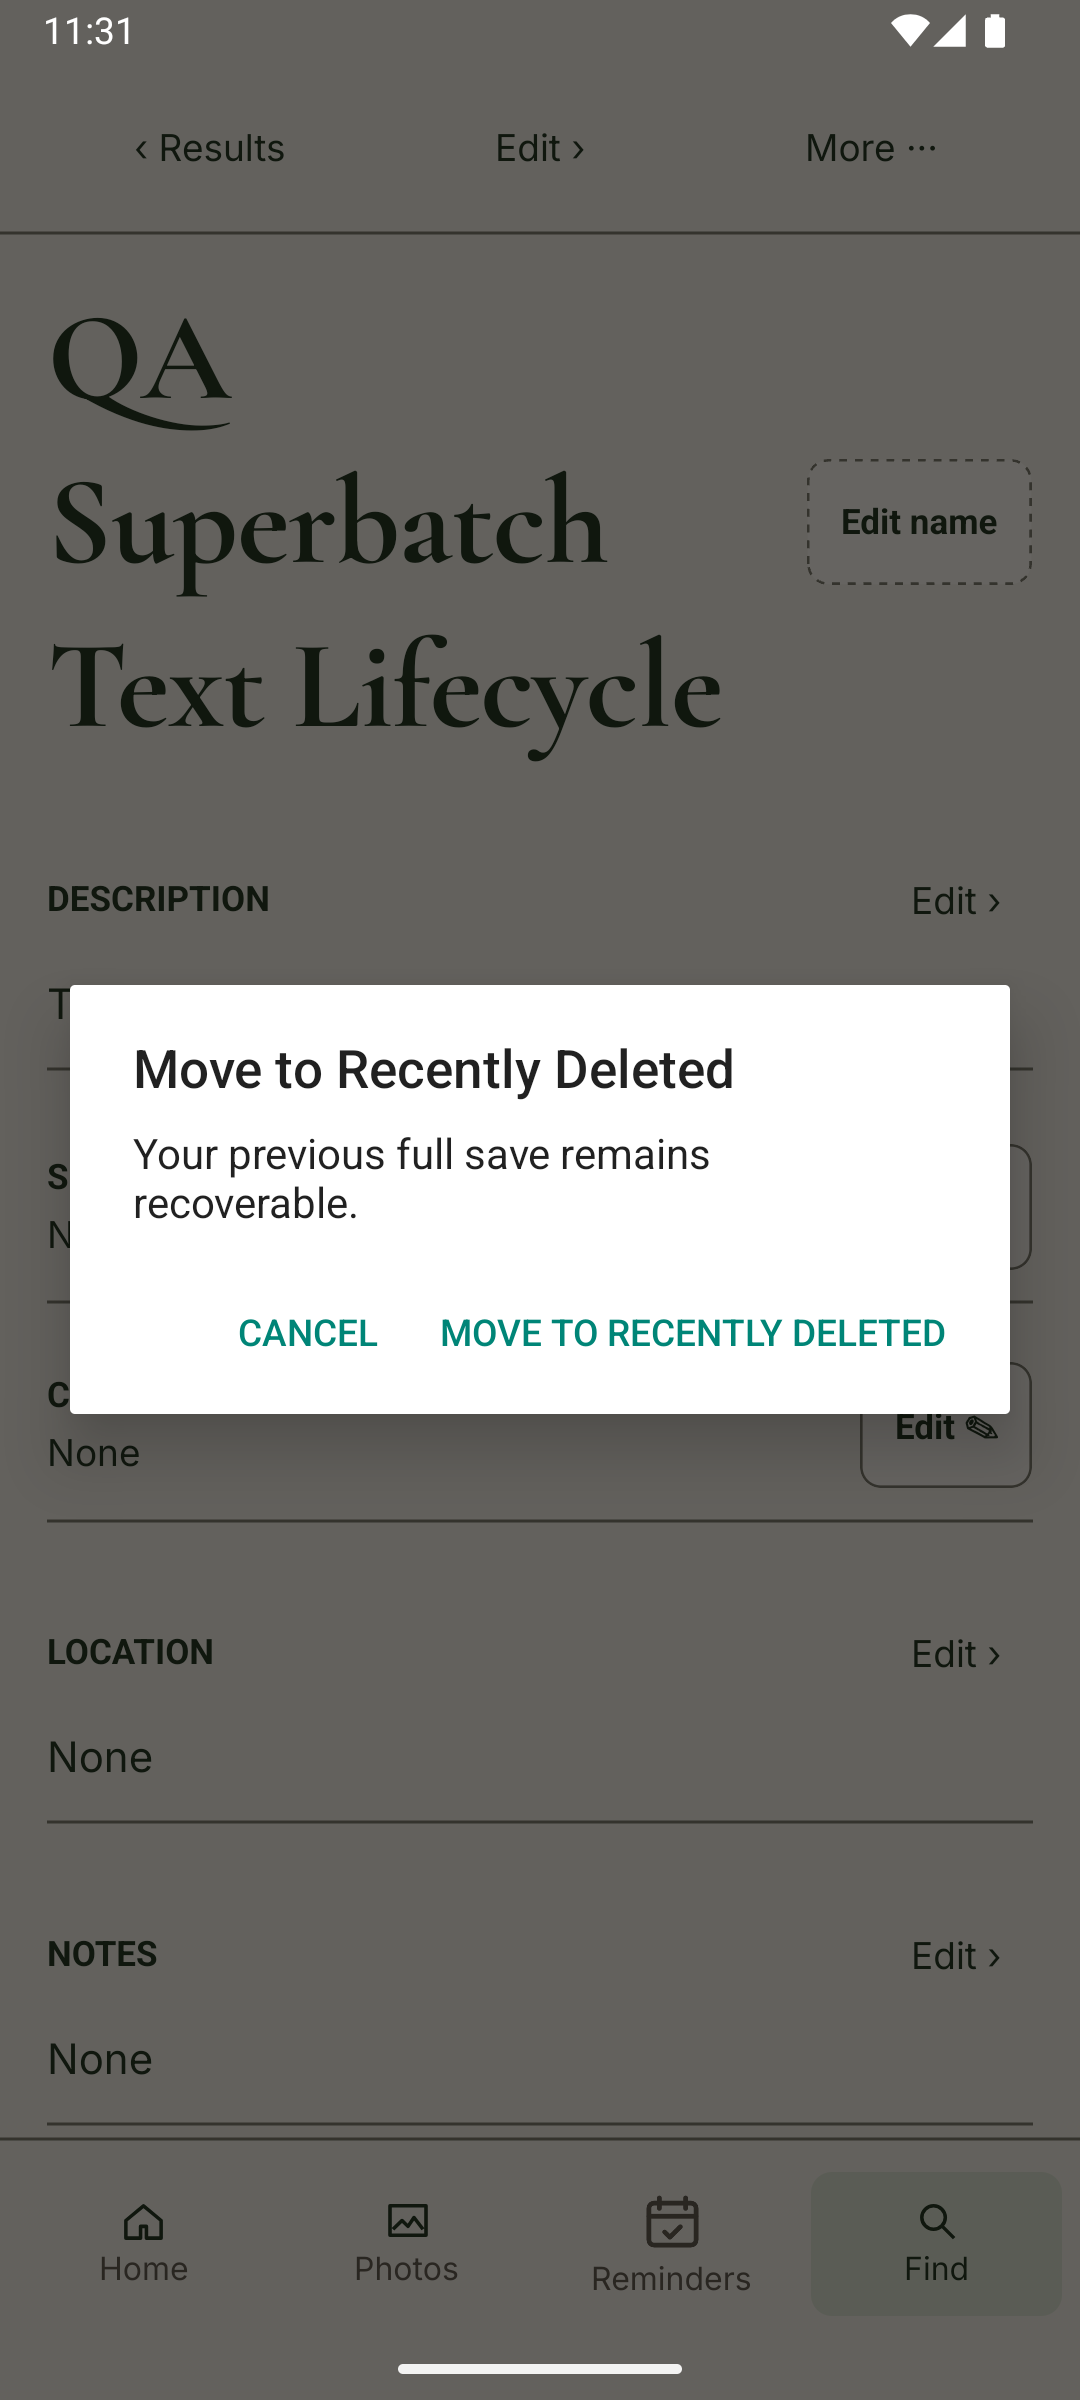 11:31
‹ Results
Edit ›
More ···
QA
Superbatch
Text Lifecycle
Edit name
DESCRIPTION
Edit ›
Move to Recently Deleted
Your previous full save remains
recoverable.
CANCEL
MOVE TO RECENTLY DELETED
Edit ✎
None
LOCATION
Edit ›
None
NOTES
Edit ›
None
Home
Photos
Reminders
Find